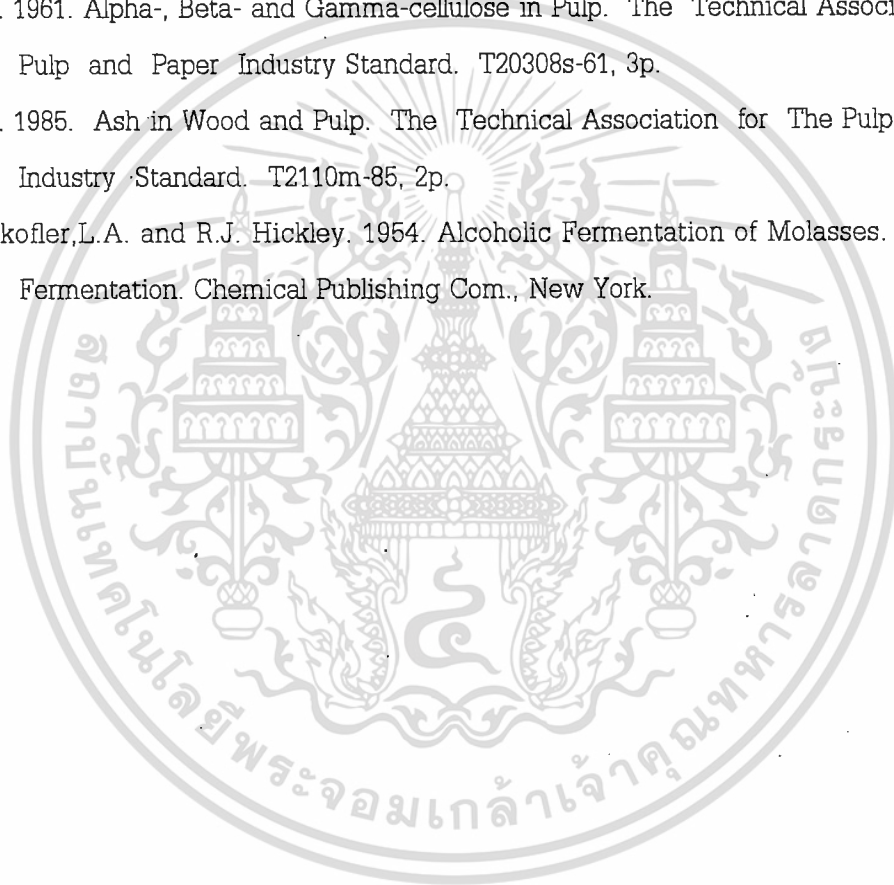 . 1961. Alpha-, Beta- and Gamma-cellulose in Pulp. The Technical Associ
Pulp and Paper Industry Standard. T20308s-61, 3p.
. 1985. Ash in Wood and Pulp. The Technical Association for The Pulp
Industry Standard. T2110m-85, 2p.
kofler,L.A. and R.J. Hickley. 1954. Alcoholic Fermentation of Molasses.
Fermentation. Chemical Publishing Com., New York.
สถาบันเทคโนโลยีพระจอมเกล้าเจ้าคุณทหารลาดกระบัง